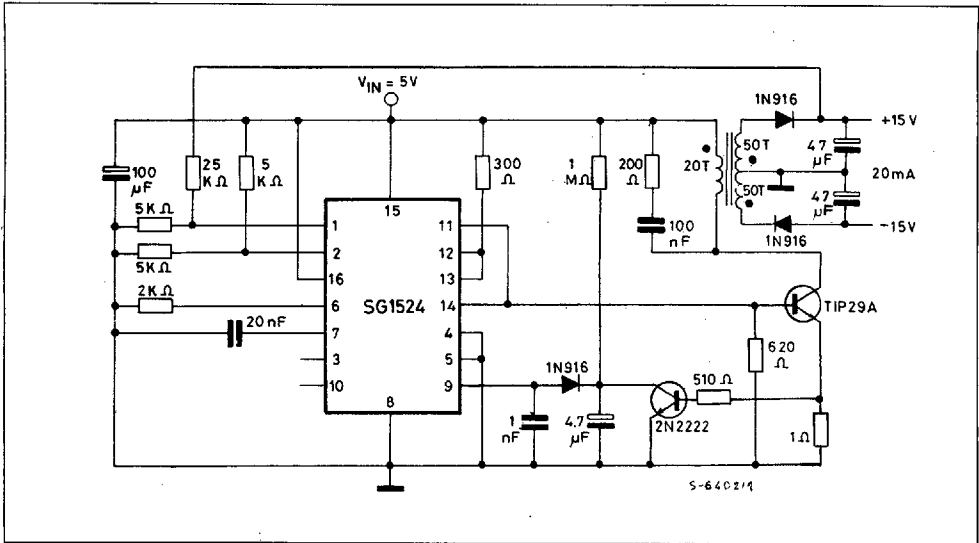 V_IN = 5V
1N916
+15V
100 μF
25 KΩ
5 KΩ
300 Ω
1 MΩ
200 Ω
20T
50T
50T
47 μF
20mA
47 μF
1N916
-15V
5KΩ
5KΩ
2KΩ
20nF
100 nF
15
1
2
16
6
7
3
10
8
SG1524
11
12
13
14
4
5
9
TIP29A
620 Ω
1N916
510 Ω
2N2222
1 nF
4.7 μF
1Ω
S-6402/1